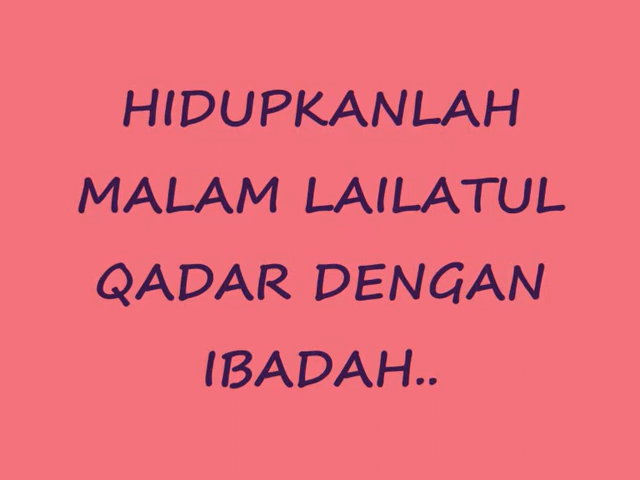 HIDUPKANLAH
MALAM LAILATUL
QADAR DENGAN
IBADAH..